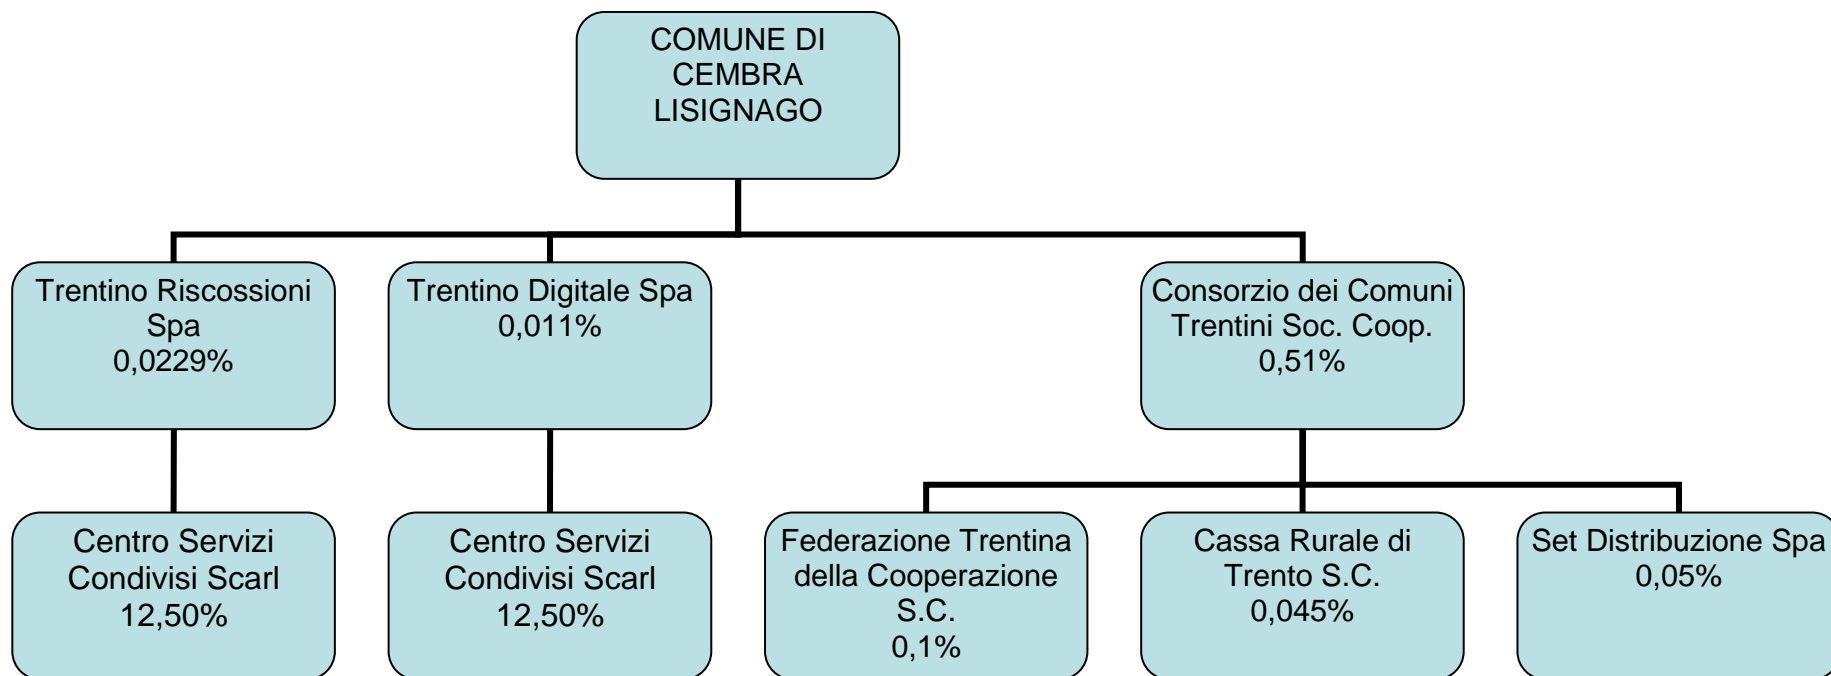 COMUNE DI
CEMBRA
LISIGNAGO
Trentino Riscossioni
Spa
0,0229%
Trentino Digitale Spa
0,011%
Consorzio dei Comuni
Trentini Soc. Coop.
0,51%
Centro Servizi
Condivisi Scarl
12,50%
Centro Servizi
Condivisi Scarl
12,50%
Federazione Trentina
della Cooperazione
S.C.
0,1%
Cassa Rurale di
Trento S.C.
0,045%
Set Distribuzione Spa
0,05%